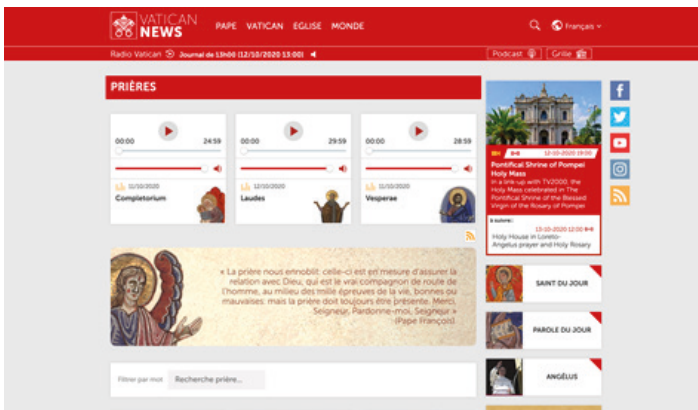 VATICAN
NEWS
PAPE VATICAN EGLISE MONDE
Français
Radio Vatican Journal de 13h00 (12/10/2020 13:00)
Podcast
Grille
PRIÈRES
00:00 24:59
11/10/2020
Completorium
00:00 29:59
12/10/2020
Laudes
00:00 28:59
11/10/2020
Vesperae
« La prière nous ennoblit: celle-ci est en mesure d'assurer la
relation avec Dieu, qui est le vrai compagnon de route de
l'homme, au milieu des mille épreuves de la vie, bonnes ou
mauvaises: mais la prière doit toujours être présente. Merci,
Seigneur, Pardonne-moi, Seigneur »
(Pape François)
Filtrer par mot Recherche prière...
12-10-2020 19:00
Pontifical Shrine of Pompei
Holy Mass
In a link-up with TV2000, the
Holy Mass celebrated in The
Pontifical Shrine of the Blessed
Virgin of the Rosary of Pompei
à suivre:
13-10-2020 12:00
Holy House in Loreto-
Angelus prayer and Holy Rosary
SAINT DU JOUR
PAROLE DU JOUR
ANGÉLUS